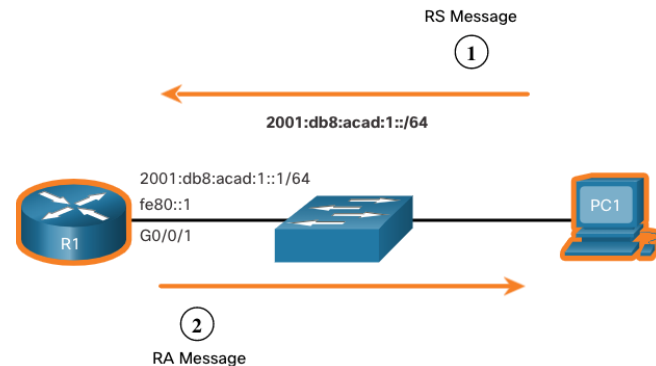 RS Message
1
2001:db8:acad:1::/64
2001:db8:acad:1::1/64
fe80::1
G0/0/1
R1
PC1
2
RA Message